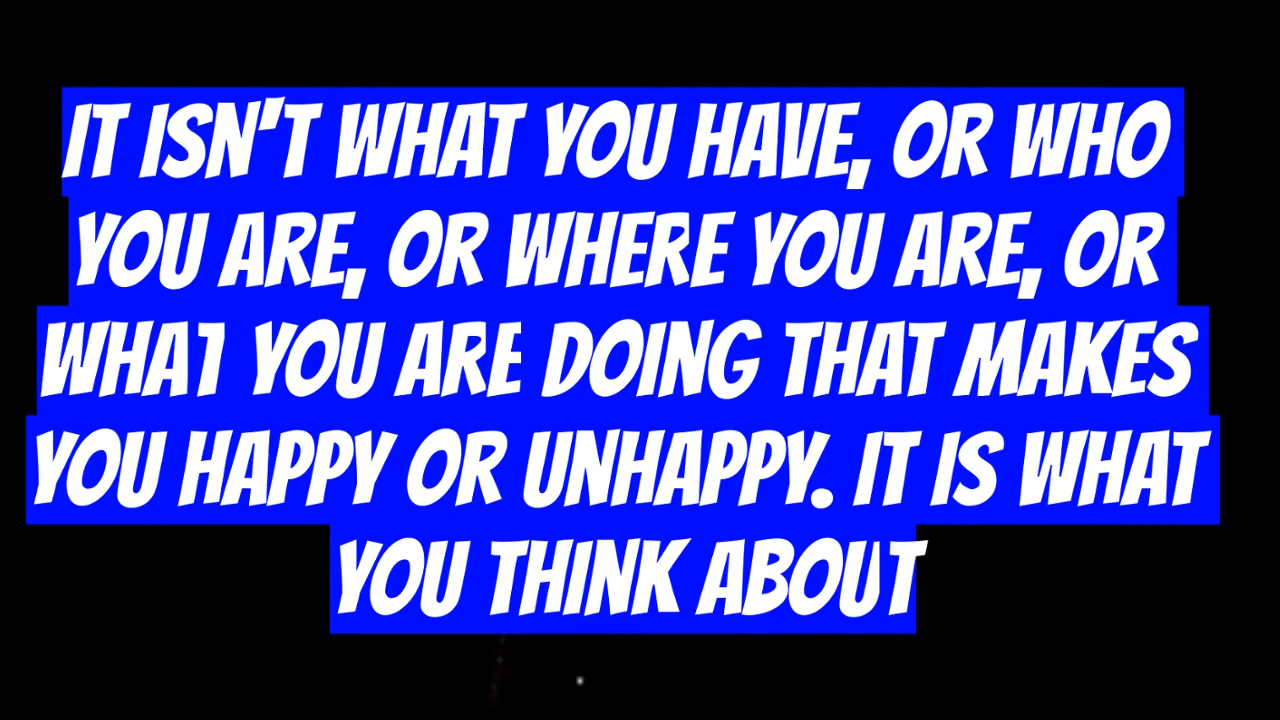 IT ISN'T WHAT YOU HAVE, OR WHO
YOU ARE, OR WHERE YOU ARE, OR
WHAT YOU ARE DOING THAT MAKES
YOU HAPPY OR UNHAPPY. IT IS WHAT
YOU THINK ABOUT